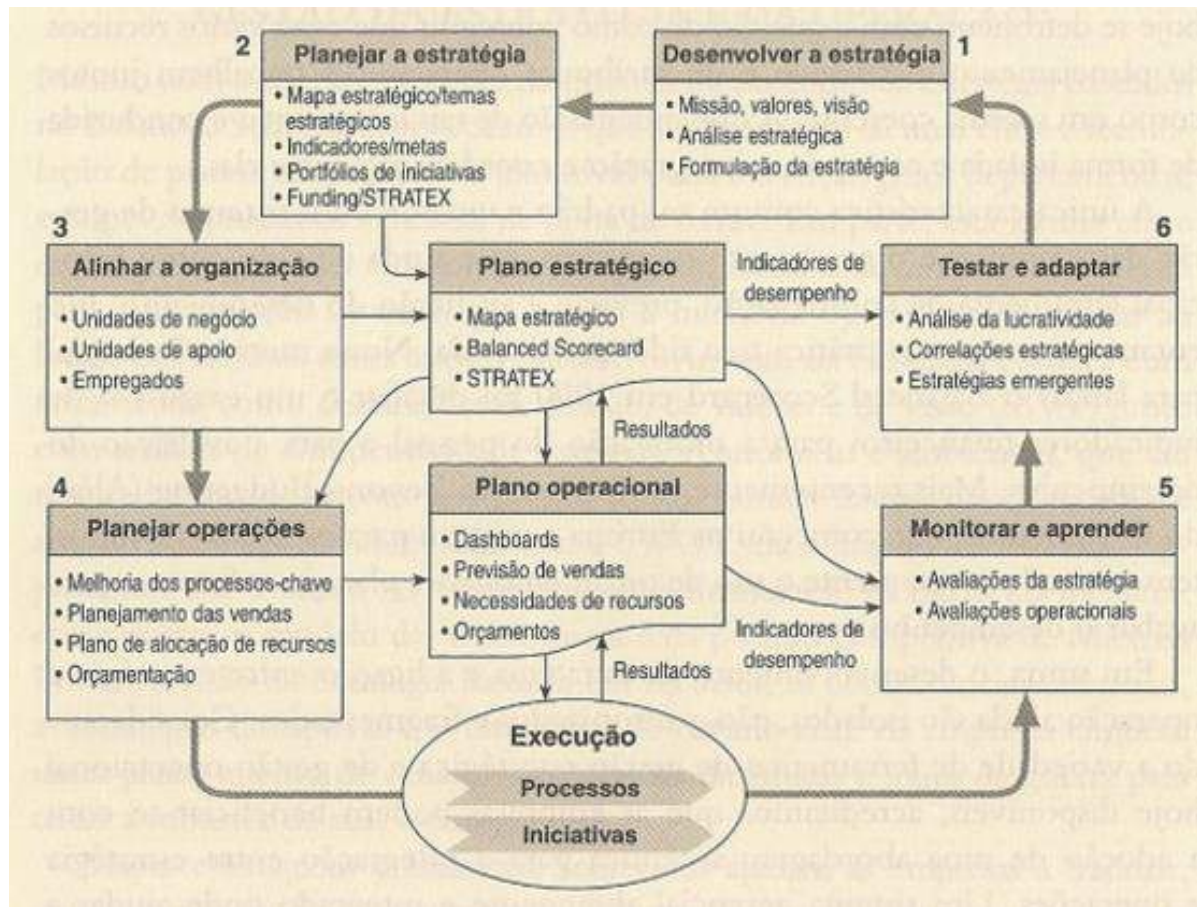 2
Planejar a estratégia
• Mapa estratégico/temas
estratégicos
• Indicadores/metas
• Portfólios de iniciativas
• Funding/STRATEX
1
Desenvolver a estratégia
• Missão, valores, visão
• Análise estratégica
• Formulação da estratégia
3
Alinhar a organização
• Unidades de negócio
• Unidades de apoio
• Empregados
Plano estratégico
• Mapa estratégico
• Balanced Scorecard
• STRATEX
Indicadores de
desempenho
6
Testar e adaptar
• Análise da lucratividade
• Correlações estratégicas
• Estratégias emergentes
Resultados
4
Planejar operações
• Melhoria dos processos-chave
• Planejamento das vendas
• Plano de alocação de recursos
• Orçamentação
Plano operacional
• Dashboards
• Previsão de vendas
• Necessidades de recursos
• Orçamentos
5
Monitorar e aprender
• Avaliações da estratégia
• Avaliações operacionais
Indicadores de
desempenho
Resultados
Execução
Processos
Iniciativas